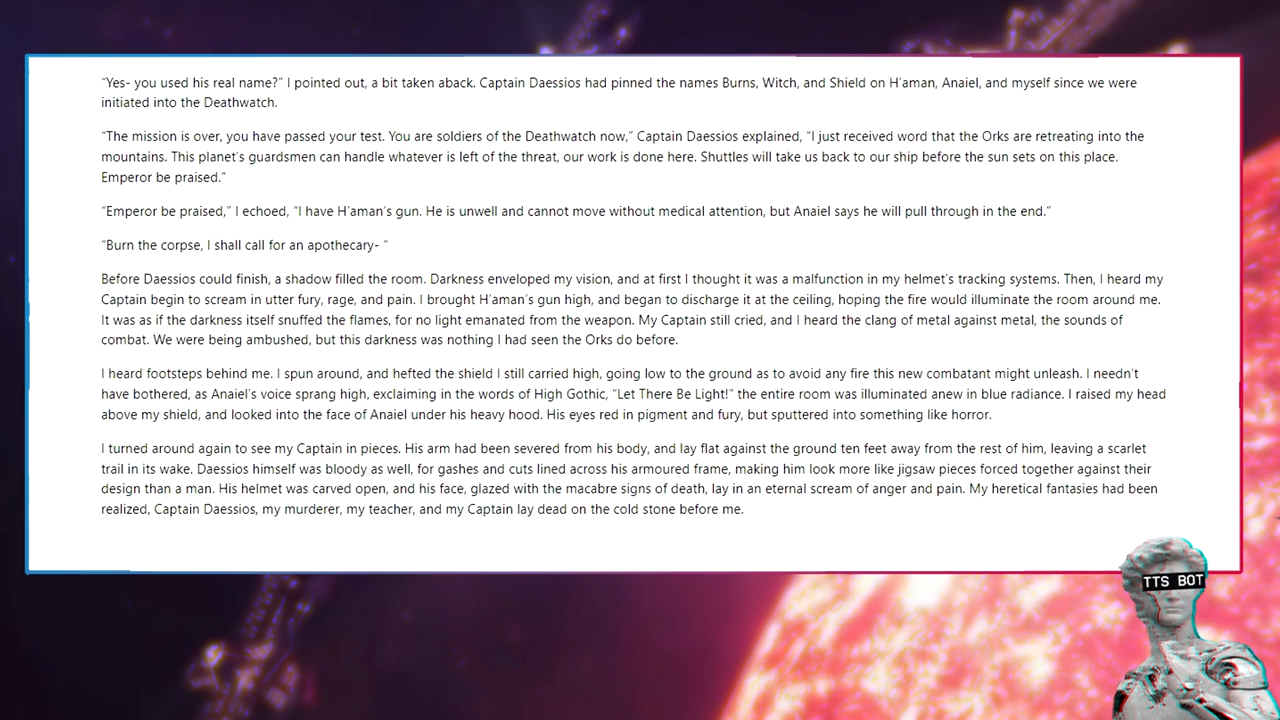 “Yes- you used his real name?” I pointed out, a bit taken aback. Captain Daessios had pinned the names Burns, Witch, and Shield on H’aman, Anaiel, and myself since we were
initiated into the Deathwatch.
“The mission is over, you have passed your test. You are soldiers of the Deathwatch now,” Captain Daessios explained, “I just received word that the Orks are retreating into the
mountains. This planet’s guardsmen can handle whatever is left of the threat, our work is done here. Shuttles will take us back to our ship before the sun sets on this place.
Emperor be praised.”
“Emperor be praised,” I echoed, “I have H’aman’s gun. He is unwell and cannot move without medical attention, but Anaiel says he will pull through in the end.”
“Burn the corpse, I shall call for an apothecary- “
Before Daessios could finish, a shadow filled the room. Darkness enveloped my vision, and at first I thought it was a malfunction in my helmet’s tracking systems. Then, I heard my
Captain begin to scream in utter fury, rage, and pain. I brought H’aman’s gun high, and began to discharge it at the ceiling, hoping the fire would illuminate the room around me.
It was as if the darkness itself snuffed the flames, for no light emanated from the weapon. My Captain still cried, and I heard the clang of metal against metal, the sounds of
combat. We were being ambushed, but this darkness was nothing I had seen the Orks do before.
I heard footsteps behind me. I spun around, and hefted the shield I still carried high, going low to the ground as to avoid any fire this new combatant might unleash. I needn’t
have bothered, as Anaiel’s voice sprang high, exclaiming in the words of High Gothic, “Let There Be Light!” the entire room was illuminated anew in blue radiance. I raised my head
above my shield, and looked into the face of Anaiel under his heavy hood. His eyes red in pigment and fury, but sputtered into something like horror.
I turned around again to see my Captain in pieces. His arm had been severed from his body, and lay flat against the ground ten feet away from the rest of him, leaving a scarlet
trail in its wake. Daessios himself was bloody as well, for gashes and cuts lined across his armoured frame, making him look more like jigsaw pieces forced together against their
design than a man. His helmet was carved open, and his face, glazed with the macabre signs of death, lay in an eternal scream of anger and pain. My heretical fantasies had been
realized, Captain Daessios, my murderer, my teacher, and my Captain lay dead on the cold stone before me.
TTS BOT